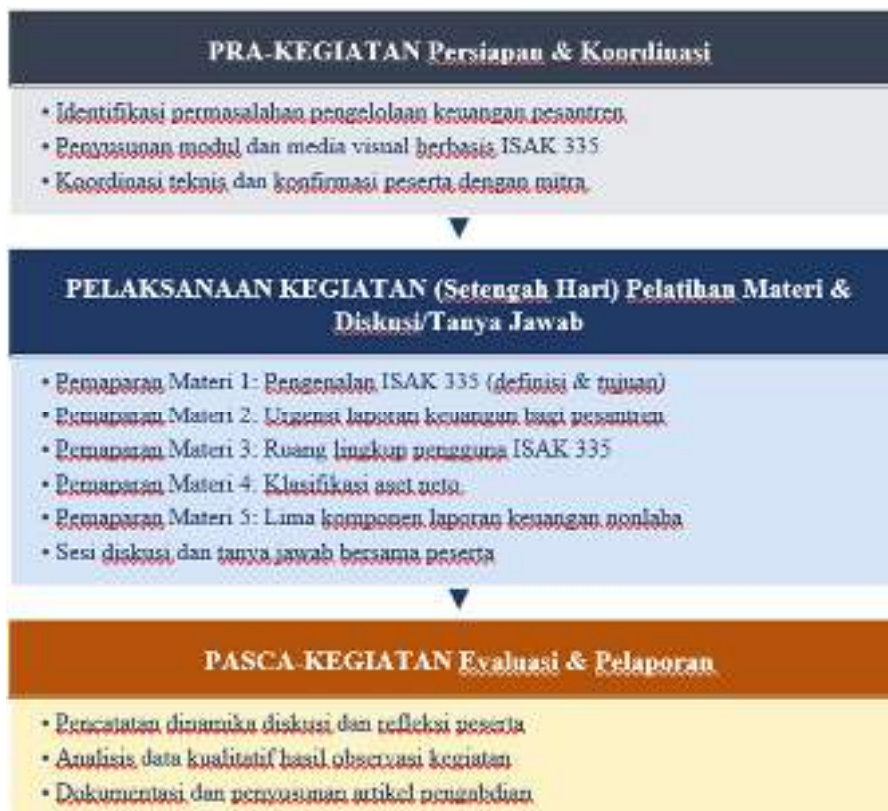 PRA-KEGIATAN Persiapan & Koordinasi
• Identifikasi permasalahan pengelolaan keuangan pesantren
• Penyusunan modul dan media visual berbasis ISAK 335
• Koordinasi teknis dan konfirmasi peserta dengan mitra
PELAKSANAAN KEGIATAN (Setengah Hari) Pelatihan Materi &
Diskusi/Tanya Jawab
• Pemaparan Materi 1: Pengenalan ISAK 335 (definisi & tujuan)
• Pemaparan Materi 2: Urgensi laporan keuangan bagi pesantren
• Pemaparan Materi 3: Ruang lingkup pengguna ISAK 335
• Pemaparan Materi 4: Klasifikasi aset neto
• Pemaparan Materi 5: Lima komponen laporan keuangan nonlaba
• Sesi diskusi dan tanya jawab bersama peserta
PASCA-KEGIATAN Evaluasi & Pelaporan
• Pencatatan dinamika diskusi dan refleksi peserta
• Analisis data kualitatif hasil observasi kegiatan
• Dokumentasi dan penyusunan artikel pengabdian